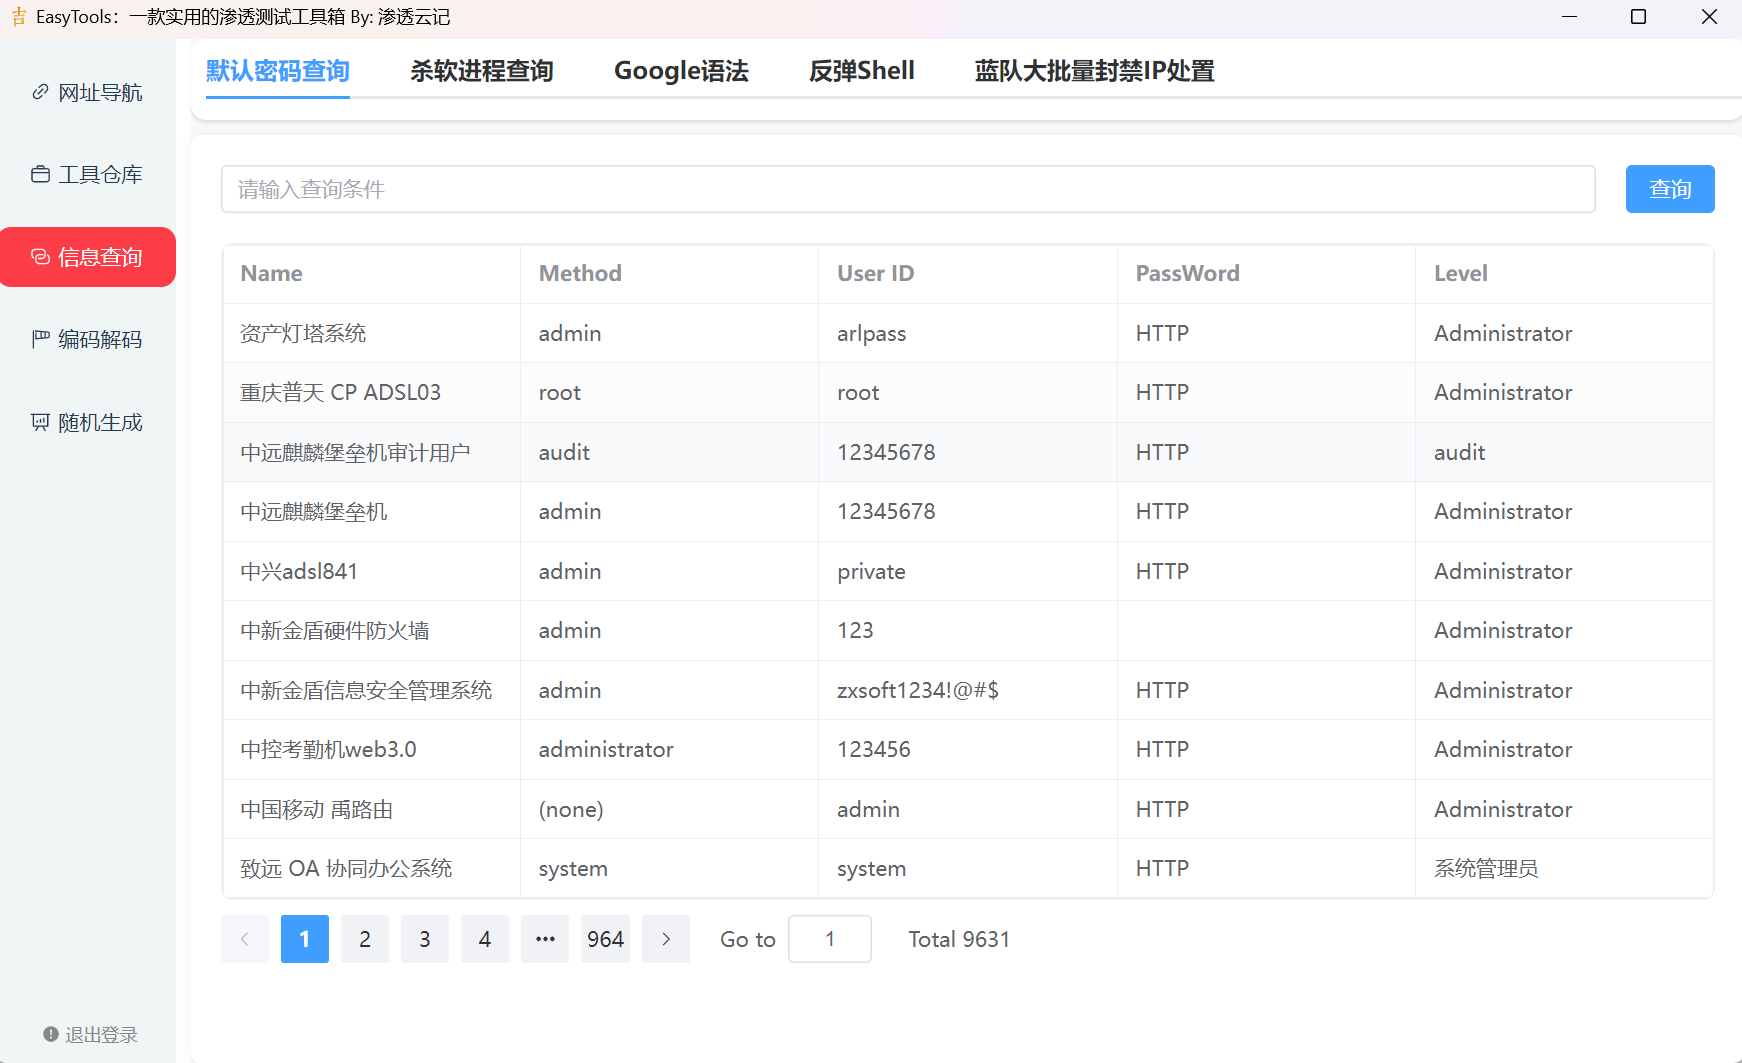 吉 EasyTools：一款实用的渗透测试工具箱 By: 渗透云记
网址导航
工具仓库
信息查询
编码解码
随机生成
退出登录
默认密码查询 杀软进程查询 Google语法 反弹Shell 蓝队大批量封禁IP处置
请输入查询条件 查询
Name Method User ID PassWord Level
资产灯塔系统 admin arlpass HTTP Administrator
重庆普天 CP ADSL03 root root HTTP Administrator
中远麒麟堡垒机审计用户 audit 12345678 HTTP audit
中远麒麟堡垒机 admin 12345678 HTTP Administrator
中兴adsl841 admin private HTTP Administrator
中新金盾硬件防火墙 admin 123 Administrator
中新金盾信息安全管理系统 admin zxsoft1234!@#$ HTTP Administrator
中控考勤机web3.0 administrator 123456 HTTP Administrator
中国移动 禹路由 (none) admin HTTP Administrator
致远 OA 协同办公系统 system system HTTP 系统管理员
1 2 3 4 ••• 964 Go to 1 Total 9631